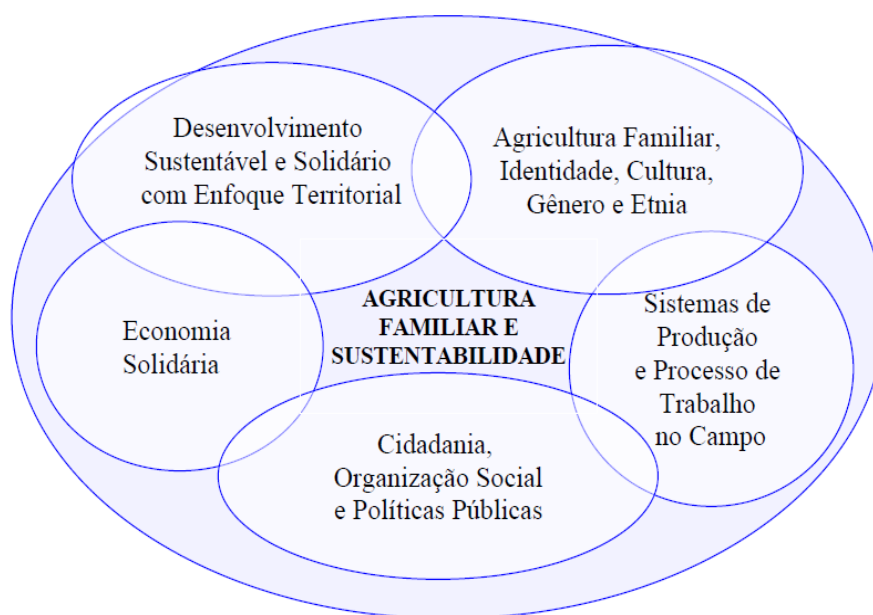 Desenvolvimento
Sustentável e Solidário
com Enfoque Territorial
Agricultura Familiar,
Identidade, Cultura,
Gênero e Etnia
Economia
Solidária
AGRICULTURA
FAMILIAR E
SUSTENTABILIDADE
Sistemas de
Produção
e Processo de
Trabalho
no Campo
Cidadania,
Organização Social
e Políticas Públicas